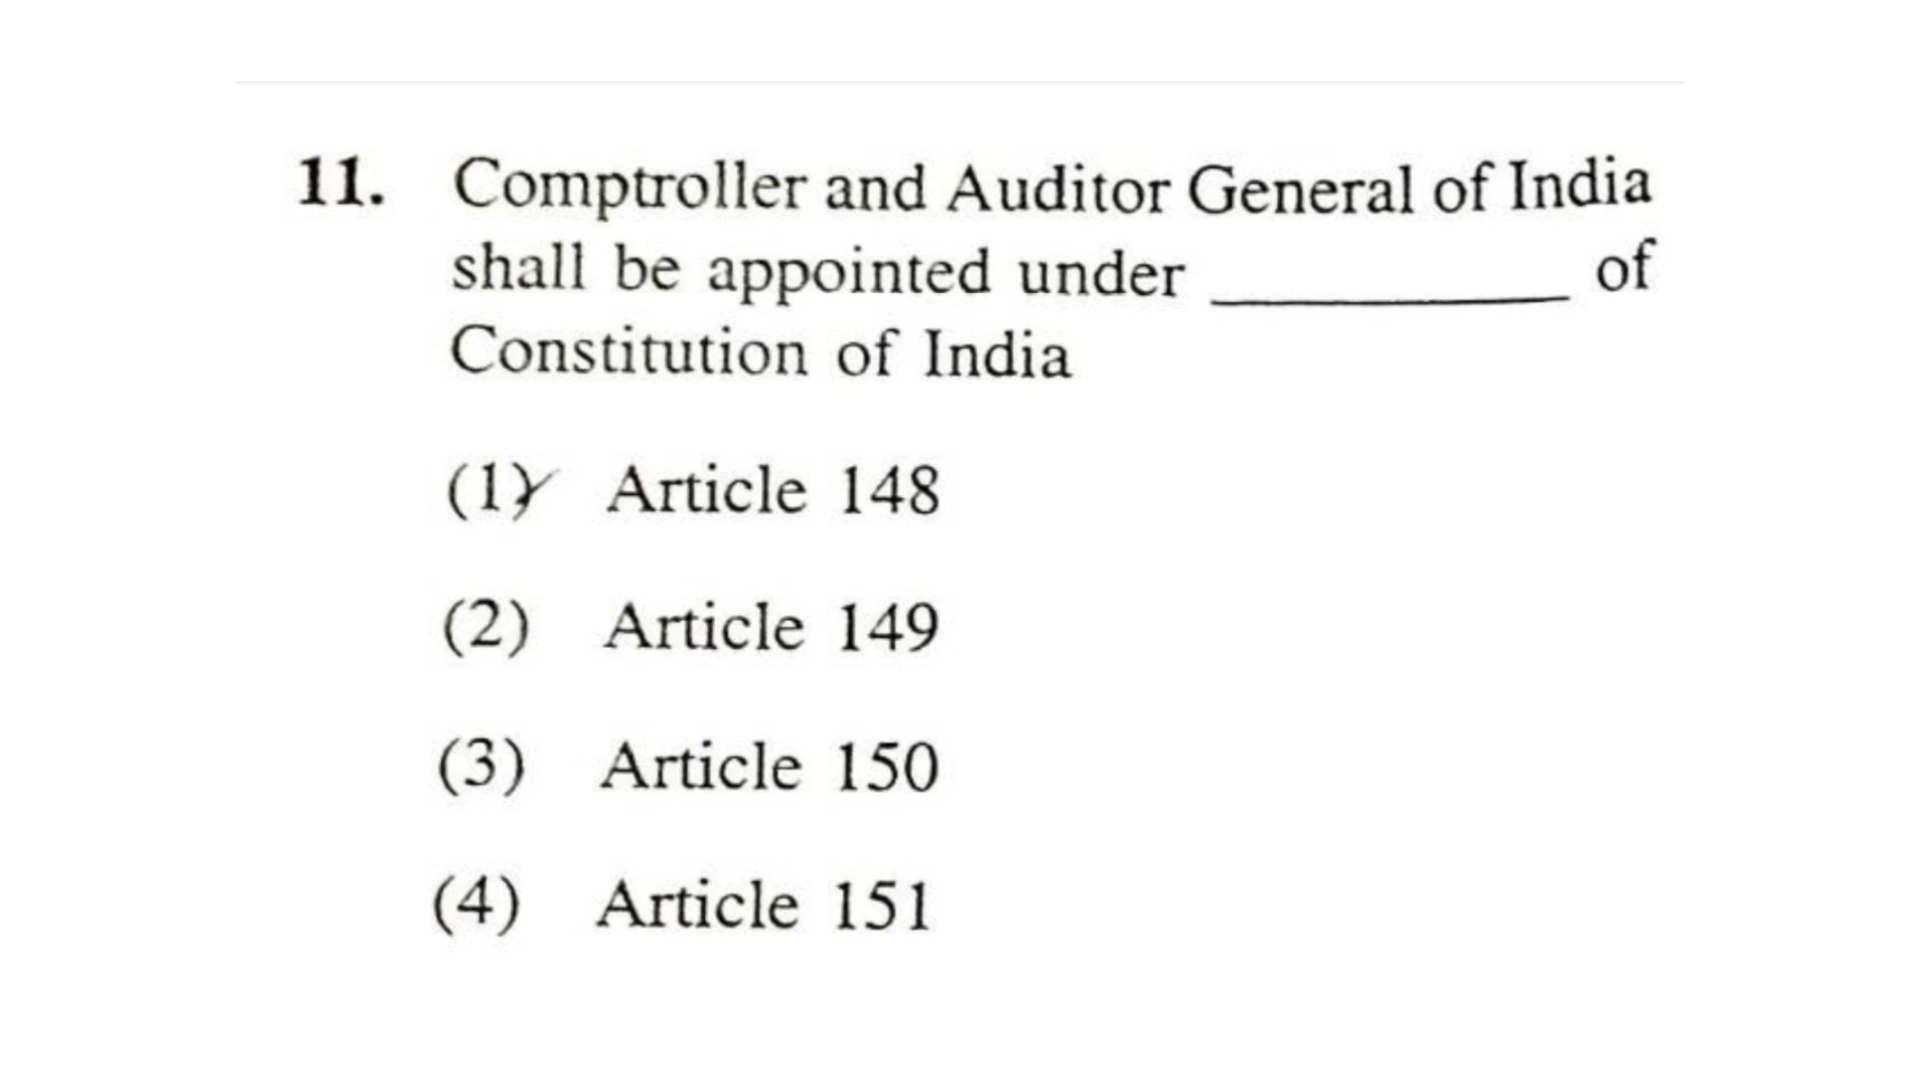 11. Comptroller and Auditor General of India
shall be appointed under __________ of
Constitution of India
(1) Article 148
(2) Article 149
(3) Article 150
(4) Article 151